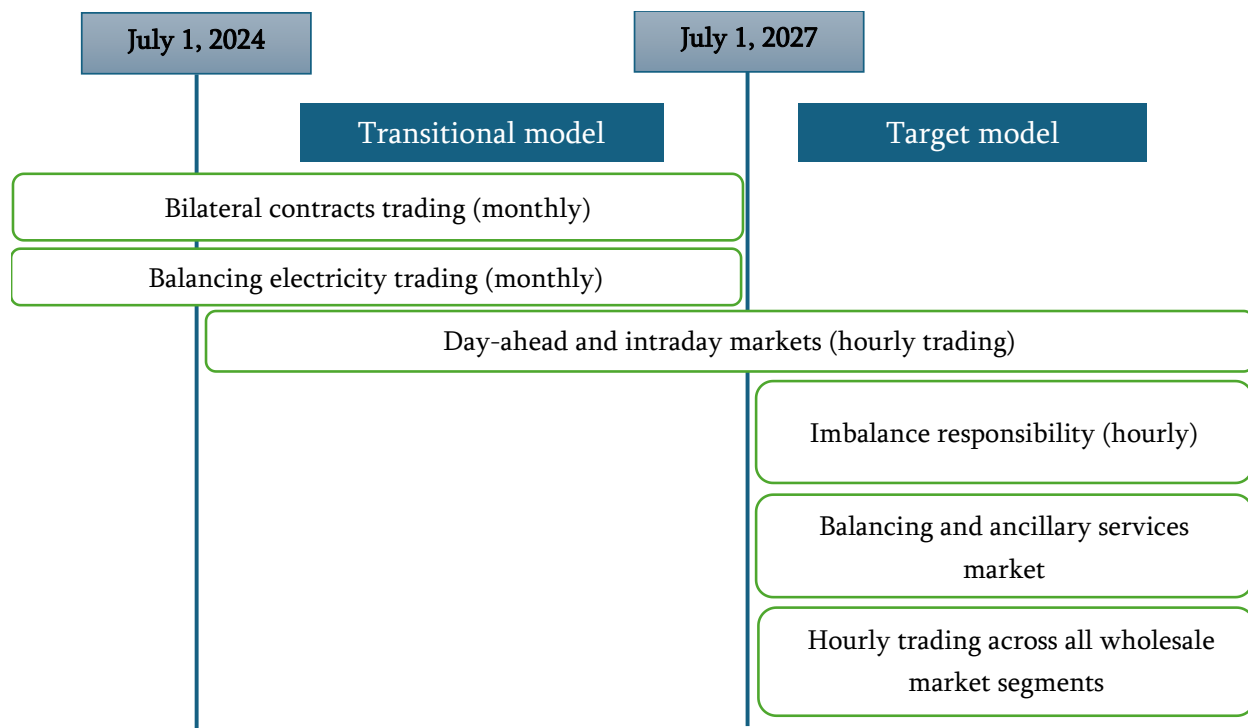 July 1, 2024
July 1, 2027
Transitional model
Target model
Bilateral contracts trading (monthly)
Balancing electricity trading (monthly)
Day-ahead and intraday markets (hourly trading)
Imbalance responsibility (hourly)
Balancing and ancillary services
market
Hourly trading across all wholesale
market segments